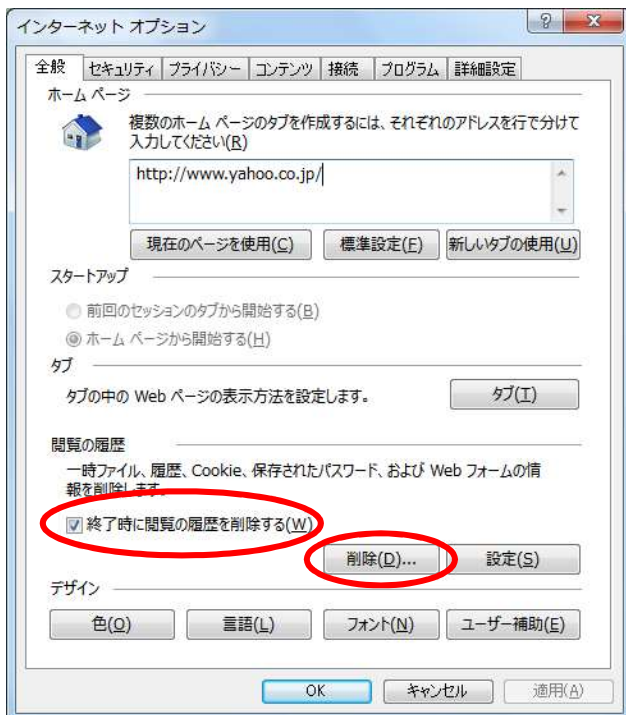 インターネット オプション
全般 セキュリティ プライバシー コンテンツ 接続 プログラム 詳細設定
ホーム ページ
複数のホーム ページのタブを作成するには、それぞれのアドレスを行で分けて
入力してください(R)
http://www.yahoo.co.jp/
現在のページを使用(C) 標準設定(F) 新しいタブの使用(U)
スタートアップ
前回のセッションのタブから開始する(B)
ホーム ページから開始する(H)
タブ
タブの中の Web ページの表示方法を設定します。 タブ(T)
閲覧の履歴
一時ファイル、履歴、Cookie、保存されたパスワード、および Web フォームの情
報を削除します。
終了時に閲覧の履歴を削除する(W)
削除(D)... 設定(S)
デザイン
色(O) 言語(L) フォント(N) ユーザー補助(E)
OK キャンセル 適用(A)